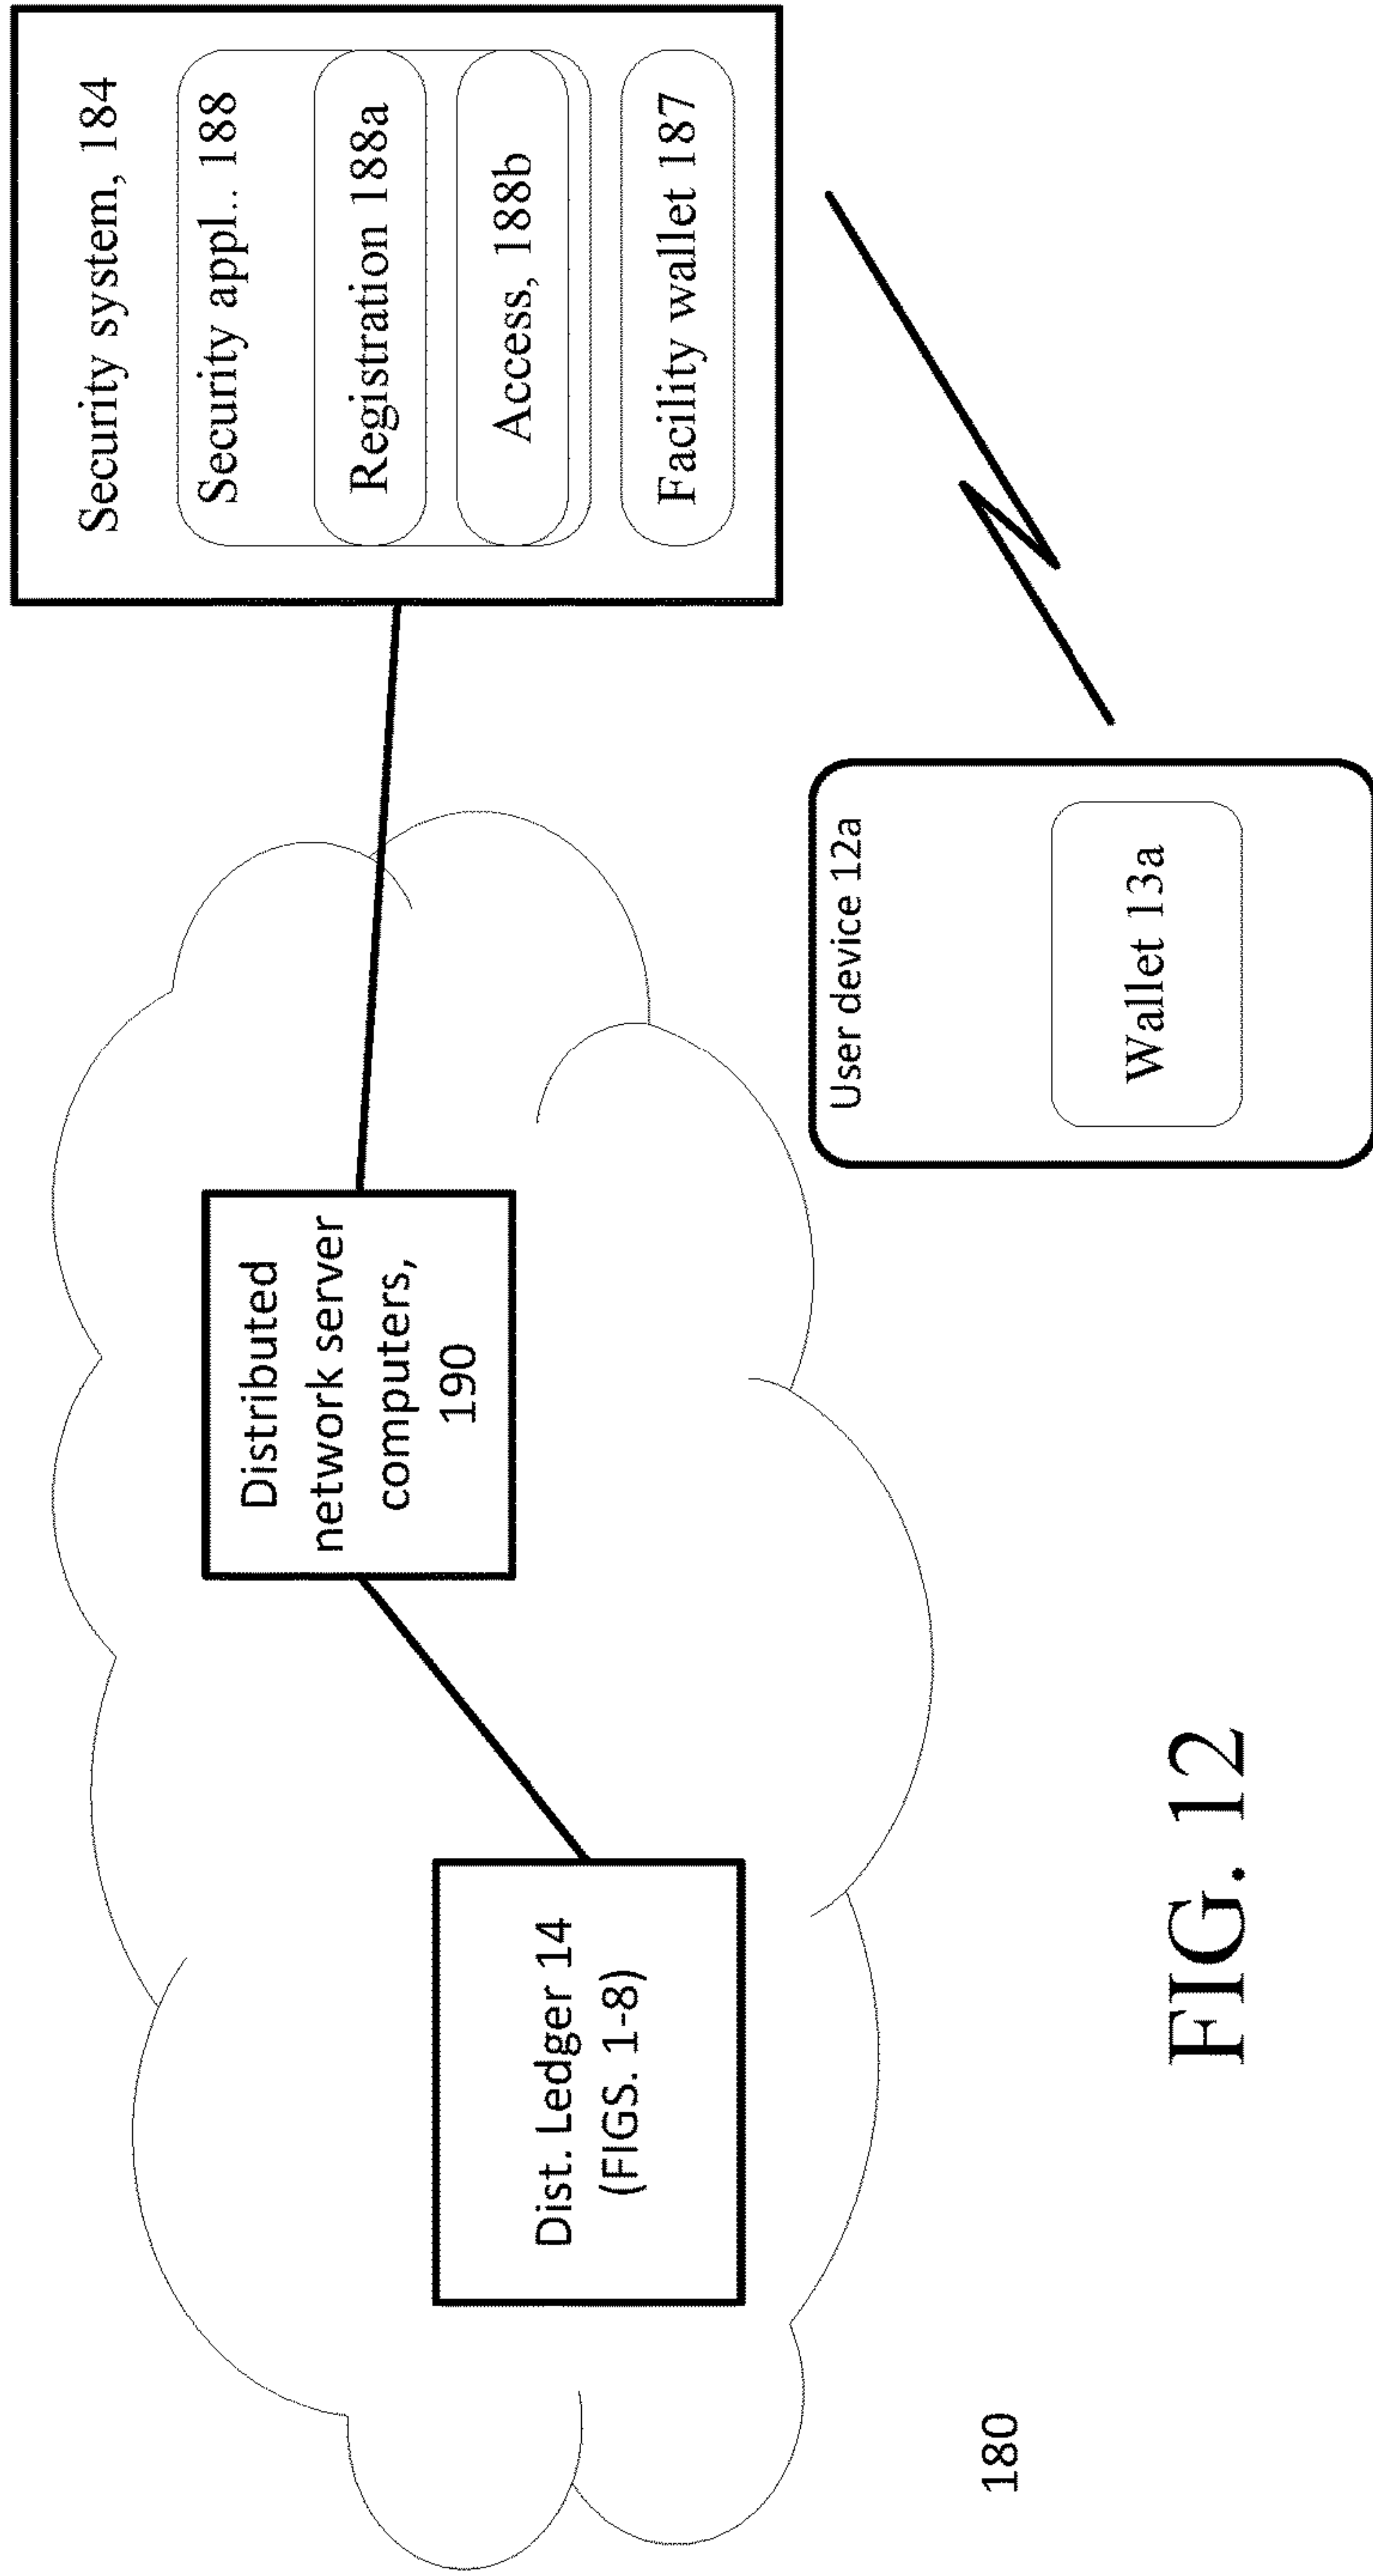 180
Dist. Ledger 14
(FIGS. 1-8)
Distributed
network server
computers,
190
Security system, 184
Security appl.. 188
Registration 188a
Access, 188b
Facility wallet 187
User device 12a
Wallet 13a
FIG. 12